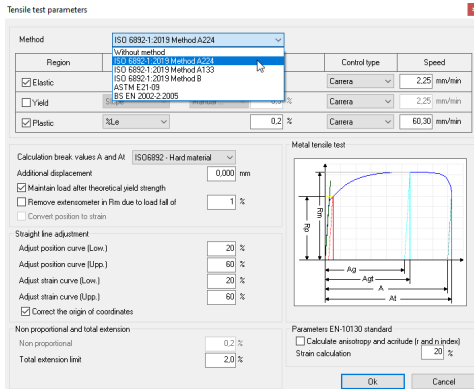 Tensile test parameters
Method
ISO 6892-1:2019 Method A224
Without method
ISO 6892-1:2019 Method A224
ISO 6892-1:2019 Method A133
ISO 6892-1:2019 Method B
ASTM E21-09
BS EN 2002-2:2005
Region
Control type
Speed
Elastic
Carrera
2,25 mm/min
Yield
Slope
Manual
0,5 %
Carrera
2,25 mm/min
Plastic
%Le
0,2 %
Carrera
60,30 mm/min
Calculation break values A and At
ISO6892 - Hard material
Additional displacement
0,000 mm
Maintain load after theoretical yield strength
Remove extensometer in Rm due to load fall of
1 %
Convert position to strain
Straight line adjustment
Adjust position curve (Low.)
20 %
Adjust position curve (Upp.)
60 %
Adjust strain curve (Low.)
20 %
Adjust strain curve (Upp.)
60 %
Correct the origin of coordinates
Non proportional and total extension
Non proportional
0,2 %
Total extension limit
2,0 %
Metal tensile test
Rp
Rm
Ag
Agt
A
At
Parameters EN-10130 standard
Calculate anisotropy and acritude (r and n index)
Strain calculation
20 %
Ok
Cancel